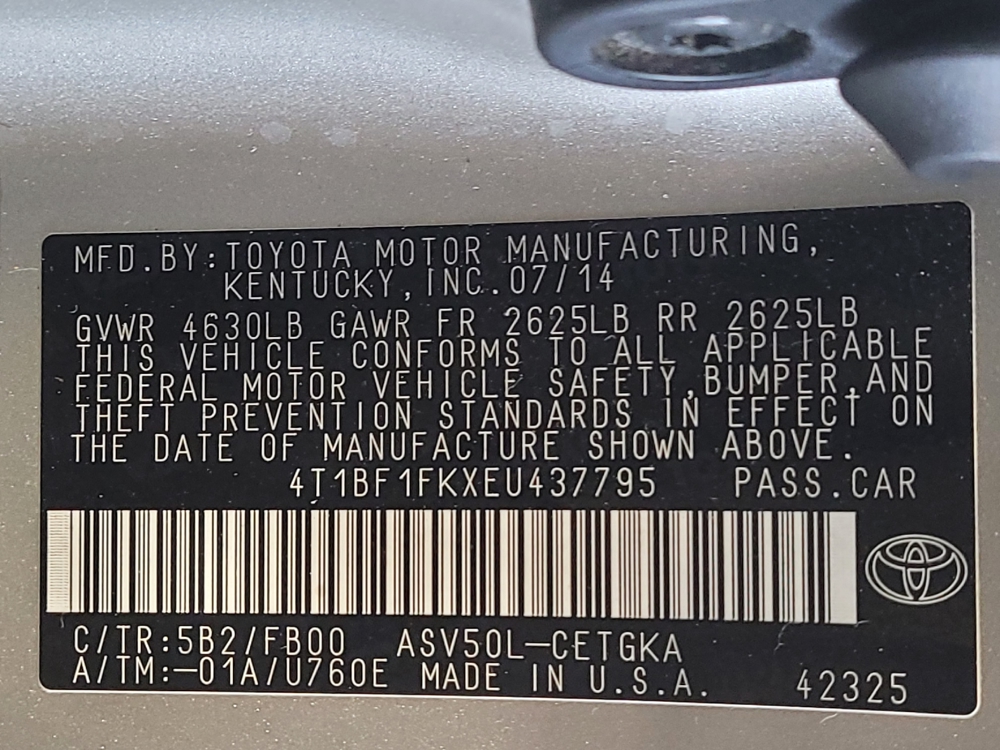 MFD.BY:TOYOTA MOTOR MANUFACTURING,
KENTUCKY,INC.07/14
GVWR 4630LB GAWR FR 2625LB RR 2625LB
THIS VEHICLE CONFORMS TO ALL APPLICABLE
FEDERAL MOTOR VEHICLE SAFETY,BUMPER,AND
THEFT PREVENTION STANDARDS IN EFFECT ON
THE DATE OF MANUFACTURE SHOWN ABOVE.
4T1BF1FKXEU437795 PASS.CAR
C/TR:5B2/FB00 ASV50L-CETGKA
A/TM:-01A/U760E MADE IN U.S.A. 42325